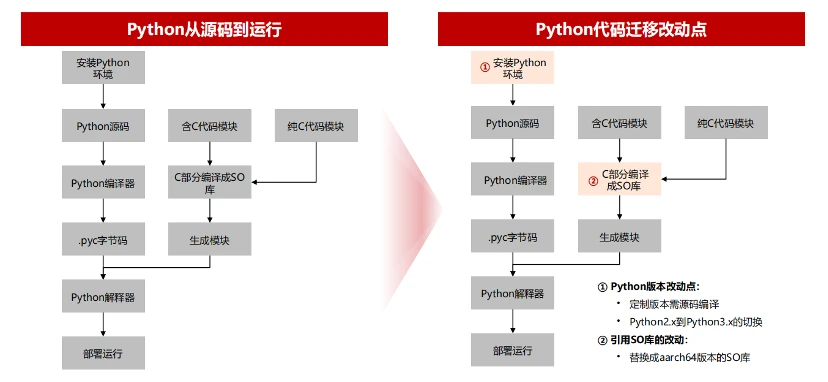 Python从源码到运行
安装Python
环境
Python源码
含C代码模块
纯C代码模块
Python编译器
C部分编译成SO
库
.pyc字节码
生成模块
Python解释器
部署运行
Python代码迁移改动点
① 安装Python
环境
Python源码
含C代码模块
纯C代码模块
Python编译器
② C部分编译
成SO库
.pyc字节码
生成模块
Python解释器
部署运行
① Python版本改动点：
• 定制版本需源码编译
• Python2.x到Python3.x的切换
② 引用SO库的改动：
• 替换成aarch64版本的SO库